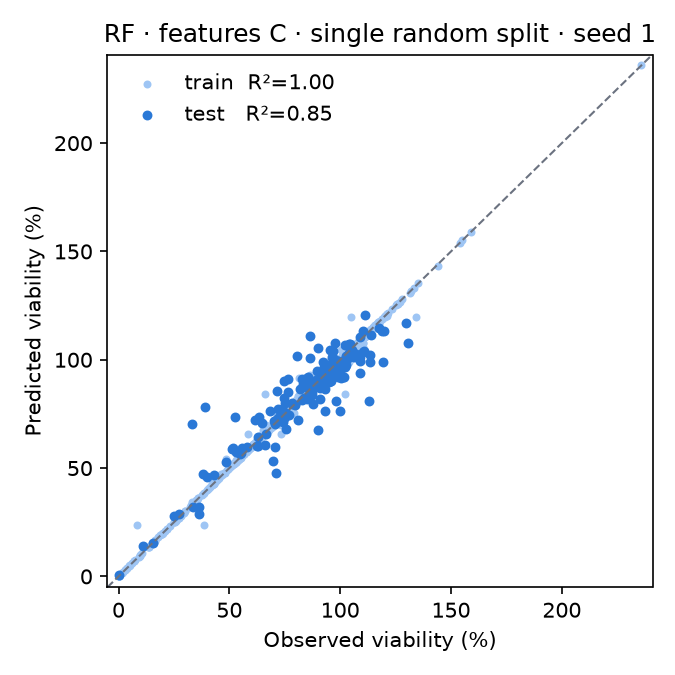 RF · features C · single random split · seed 1
train R²=1.00
test R²=0.85
200
150
100
50
0
Predicted viability (%)
0 50 100 150 200
Observed viability (%)